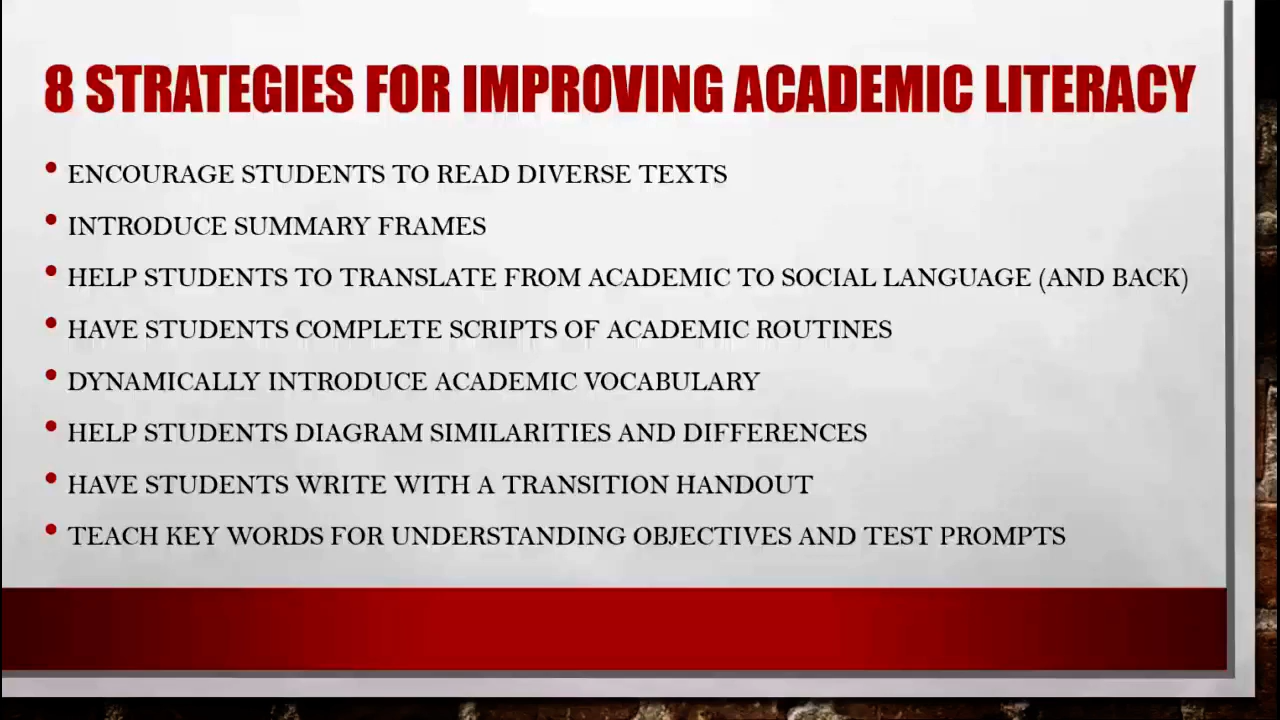 8 STRATEGIES FOR IMPROVING ACADEMIC LITERACY
• ENCOURAGE STUDENTS TO READ DIVERSE TEXTS
• INTRODUCE SUMMARY FRAMES
• HELP STUDENTS TO TRANSLATE FROM ACADEMIC TO SOCIAL LANGUAGE (AND BACK)
• HAVE STUDENTS COMPLETE SCRIPTS OF ACADEMIC ROUTINES
• DYNAMICALLY INTRODUCE ACADEMIC VOCABULARY
• HELP STUDENTS DIAGRAM SIMILARITIES AND DIFFERENCES
• HAVE STUDENTS WRITE WITH A TRANSITION HANDOUT
• TEACH KEY WORDS FOR UNDERSTANDING OBJECTIVES AND TEST PROMPTS